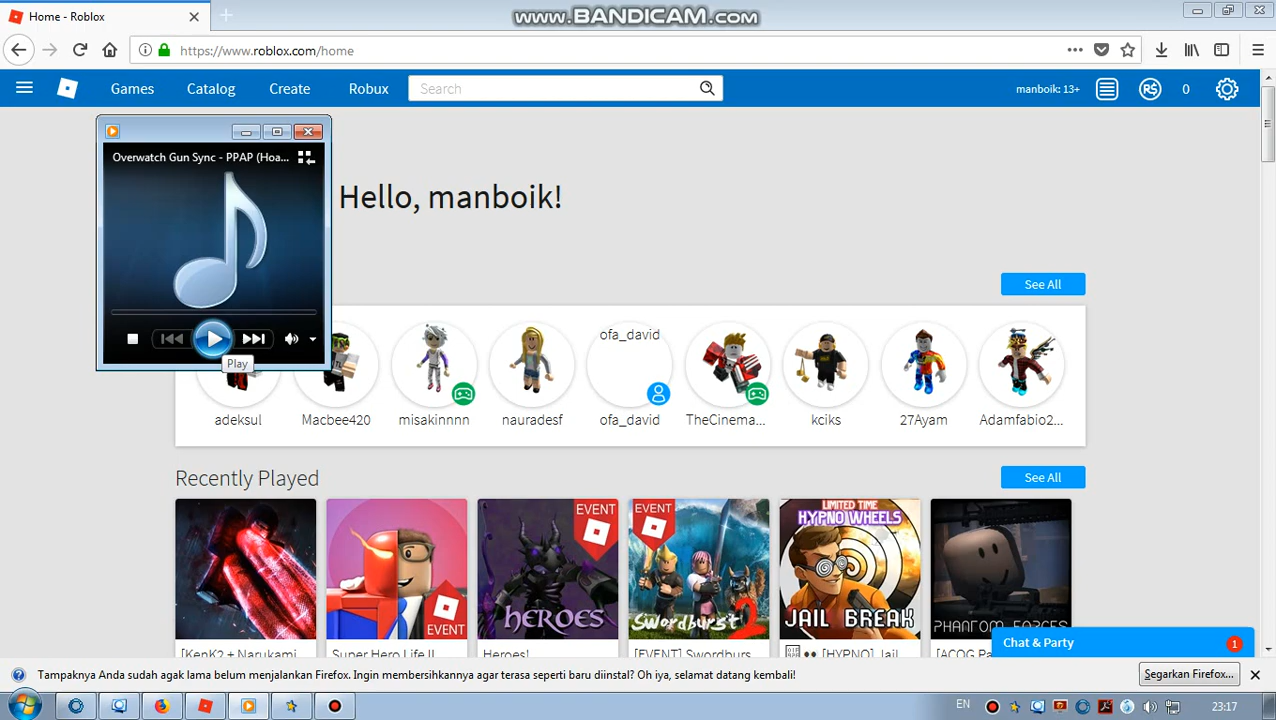 Home - Roblox
www.BANDICAM.com
https://www.roblox.com/home
Games
Catalog
Create
Robux
Search
manboik: 13+
R$
0
Overwatch Gun Sync - PPAP (Hoa...
Hello, manboik!
See All
Play
ofa_david
adeksul
Macbee420
misakinnnn
nauradesf
ofa_david
TheCinema...
kciks
27Ayam
Adamfabio2...
Recently Played
See All
EVENT
HEROES
EVENT
Swordburst 2
EVENT
LIMITED TIME
HYPNO WHEELS
JAIL BREAK
PHANTOM FORCES
[KenK2 + Narukami
Super Hero Life II
Heroes!
[EVENT] Swordburs
[HYPNO] Jail
[ACOG Pa
Chat & Party
1
Tampaknya Anda sudah agak lama belum menjalankan Firefox. Ingin membersihkannya agar terasa seperti baru diinstal? Oh iya, selamat datang kembali!
Segarkan Firefox...
EN
23:17